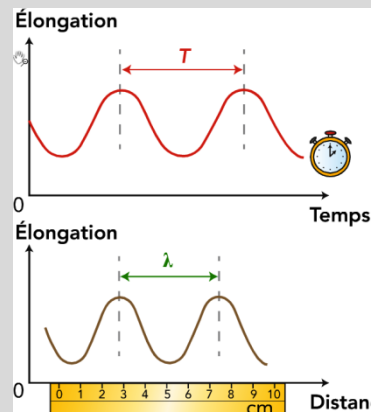 Élongation
T
0
Temps
Élongation
λ
0
0 1 2 3 4 5 6 7 8 9 10
cm
Distan